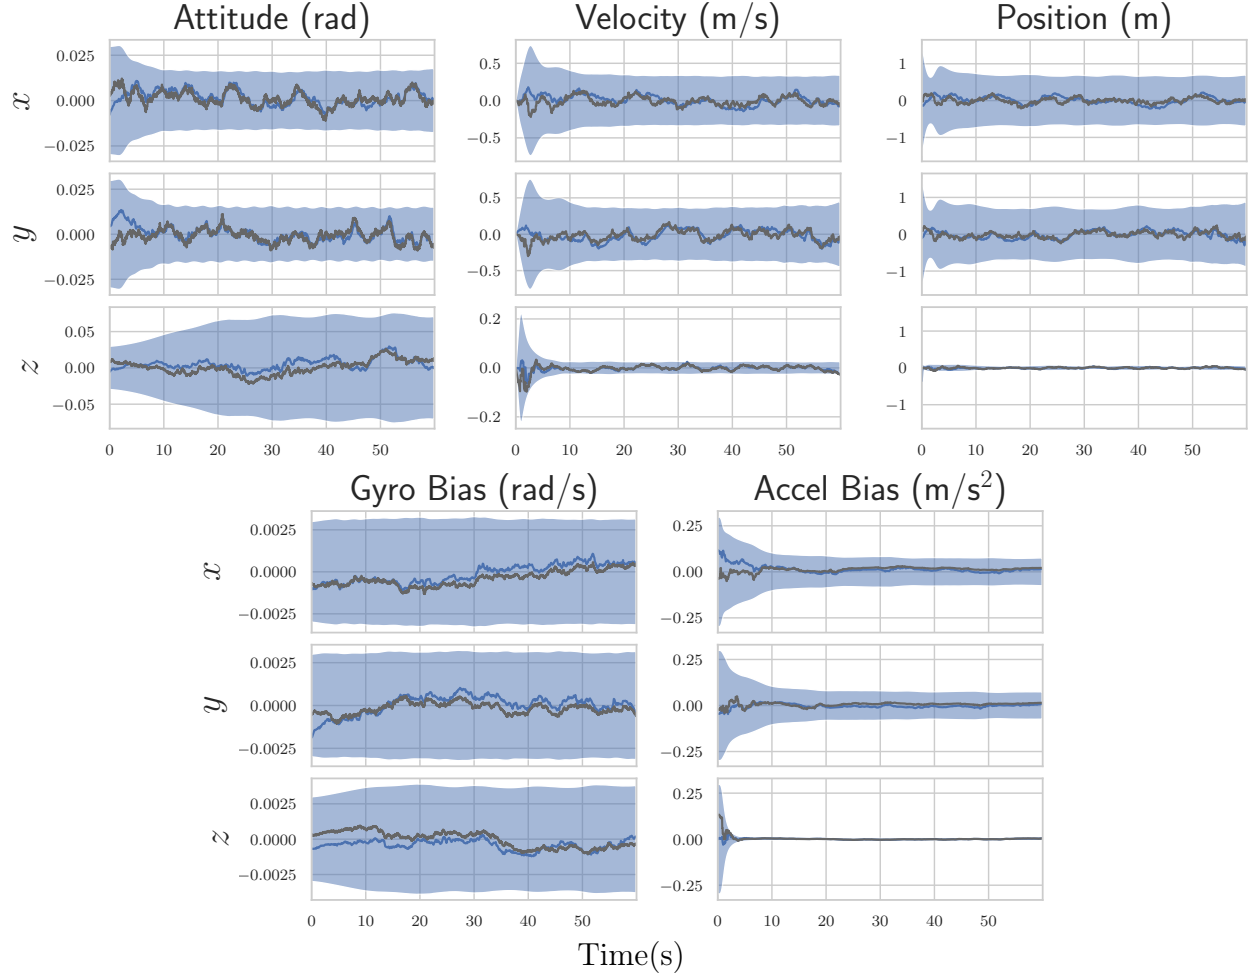 Attitude (rad) Velocity (m/s) Position (m)
x 0.025 0.000 −0.025 0.5 0.0 −0.5 1 0 −1
y 0.025 0.000 −0.025 0.5 0.0 −0.5 1 0 −1
z 0.05 0.00 −0.05 0.2 0.0 −0.2 1 0 −1
0 10 20 30 40 50 0 10 20 30 40 50 0 10 20 30 40 50
Gyro Bias (rad/s) Accel Bias (m/s²)
x 0.0025 0.0000 −0.0025 0.25 0.00 −0.25
y 0.0025 0.0000 −0.0025 0.25 0.00 −0.25
z 0.0025 0.0000 −0.0025 0.25 0.00 −0.25
0 10 20 30 40 50 0 10 20 30 40 50
Time(s)